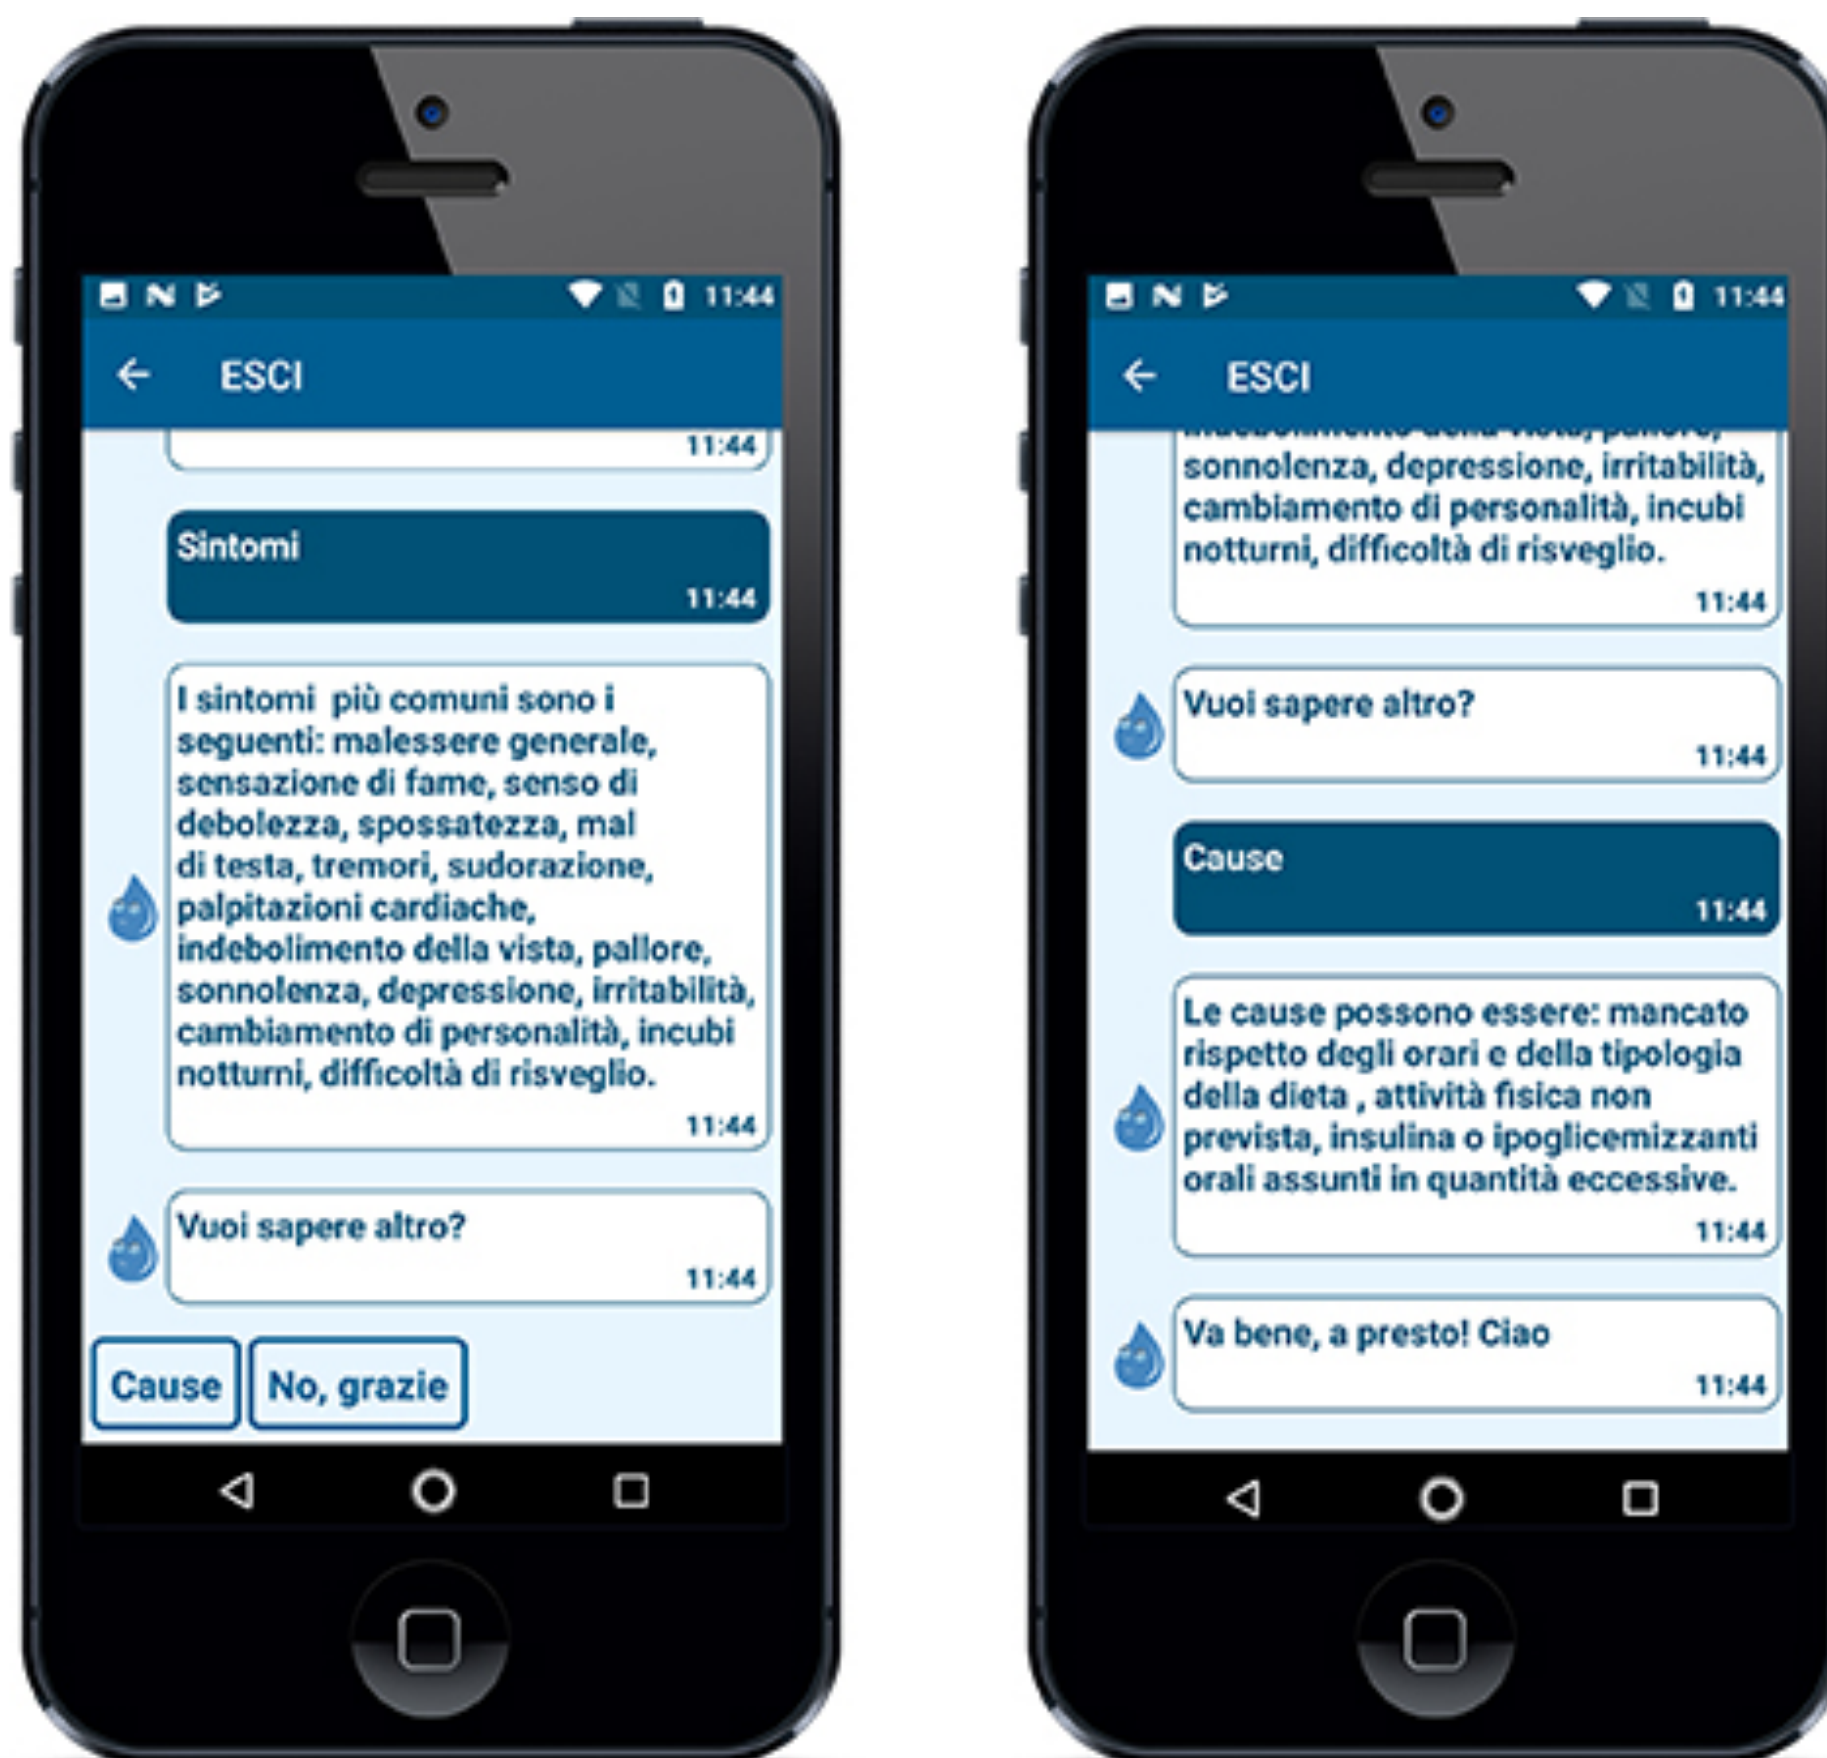 11:44
ESCI
11:44
Sintomi
11:44
I sintomi più comuni sono i
seguenti: malessere generale,
sensazione di fame, senso di
debolezza, spossatezza, mal
di testa, tremori, sudorazione,
palpitazioni cardiache,
indebolimento della vista, pallore,
sonnolenza, depressione, irritabilità,
cambiamento di personalità, incubi
notturni, difficoltà di risveglio.
11:44
Vuoi sapere altro?
11:44
Cause
No, grazie
11:44
ESCI
indebolimento della vista, pallore,
sonnolenza, depressione, irritabilità,
cambiamento di personalità, incubi
notturni, difficoltà di risveglio.
11:44
Vuoi sapere altro?
11:44
Cause
11:44
Le cause possono essere: mancato
rispetto degli orari e della tipologia
della dieta , attività fisica non
prevista, insulina o ipoglicemizzanti
orali assunti in quantità eccessive.
11:44
Va bene, a presto! Ciao
11:44